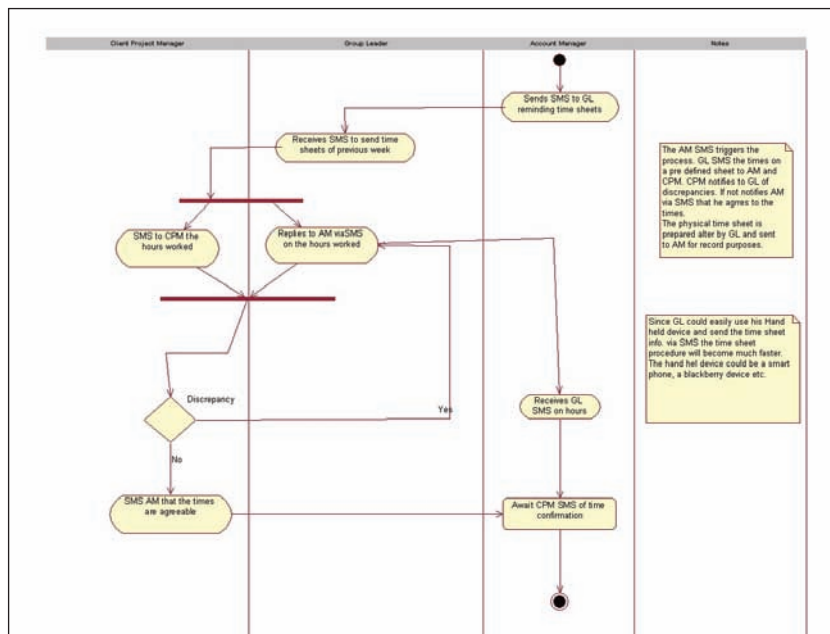 Client Project Manager
Group Leader
Account Manager
Notes
Sends SMS to GL
reminding time sheets
Receives SMS to send time
sheets of previous week
SMS to CPM the
hours worked
Replies to AM viaSMS
on the hours worked
The AM SMS triggers the
process. GL SMS the times on
a pre defined sheet to AM and
CPM. CPM notifies to GL of
discrepancies. If not notifies AM
via SMS that he agrres to the
times.
The physical time sheet is
prepared alter by GL and sent
to AM for record purposes.
Since GL could easily use his Hand
held device and send the time sheet
info. via SMS the time sheet
procedure will become much faster.
The hand hel device could be a smart
phone, a blackberry device etc.
Discrepancy
Yes
Receives GL
SMS on hours
No
SMS AM that the times
are agreeable
Await CPM SMS of time
confirmation